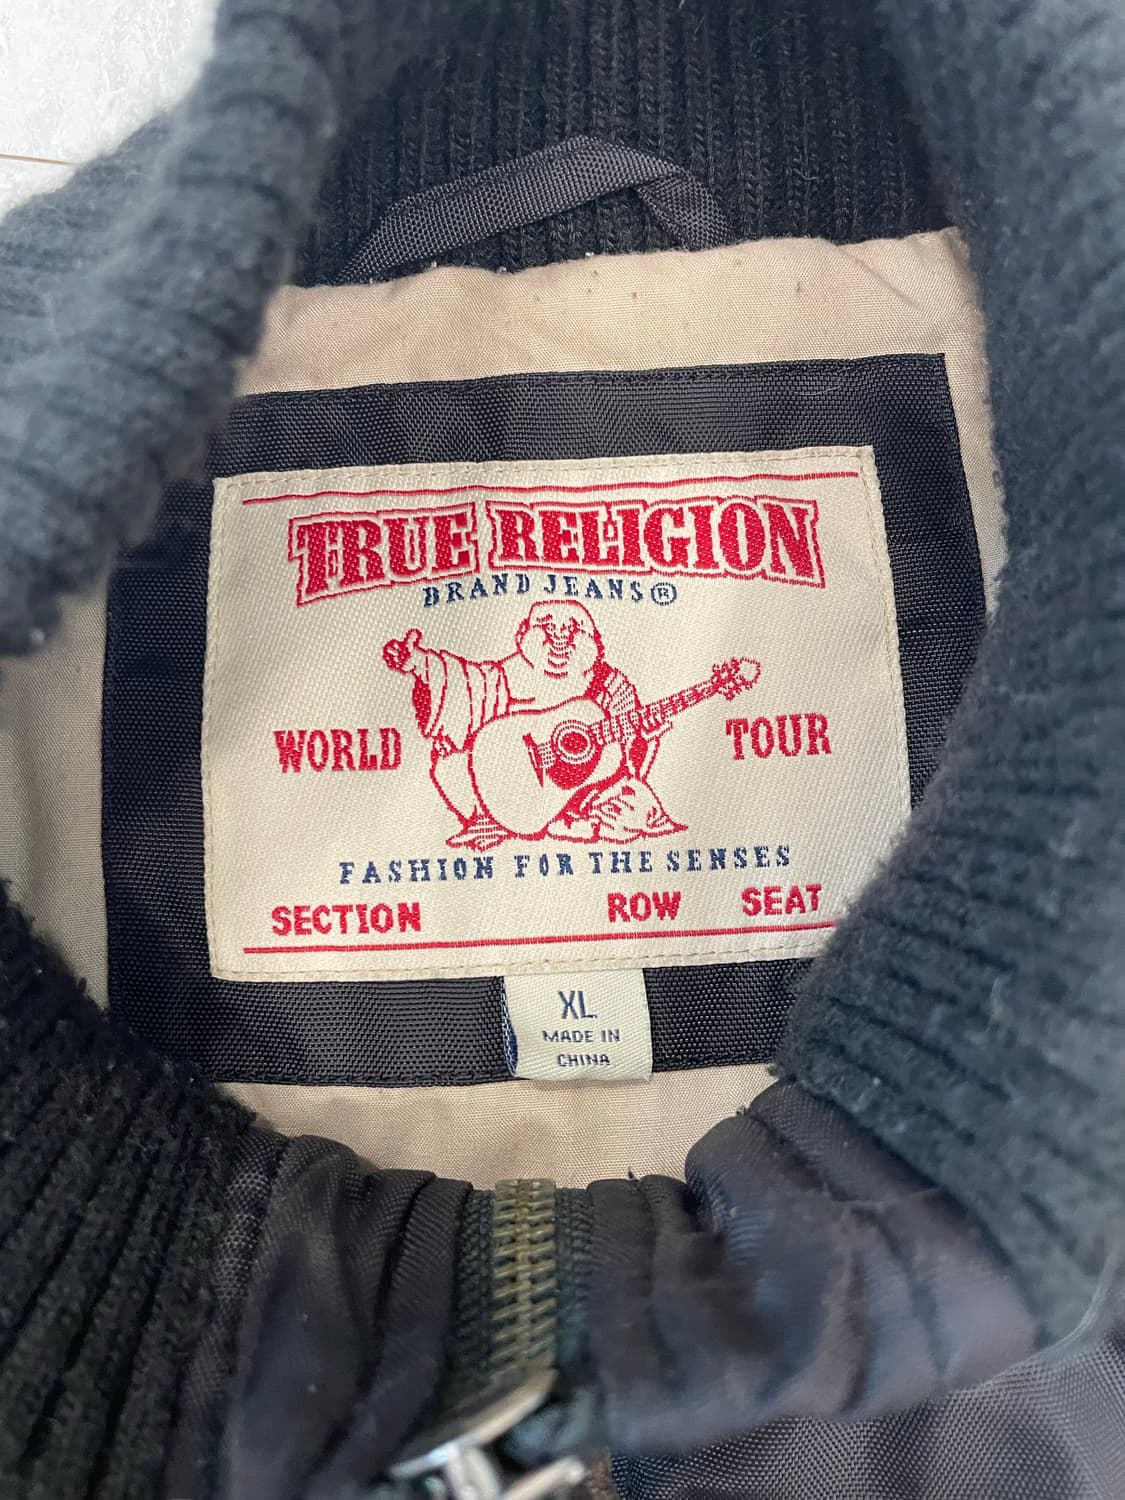 TRUE RELIGION
BRAND JEANS®
WORLD TOUR
FASHION FOR THE SENSES
SECTION ROW SEAT
XL
MADE IN
CHINA